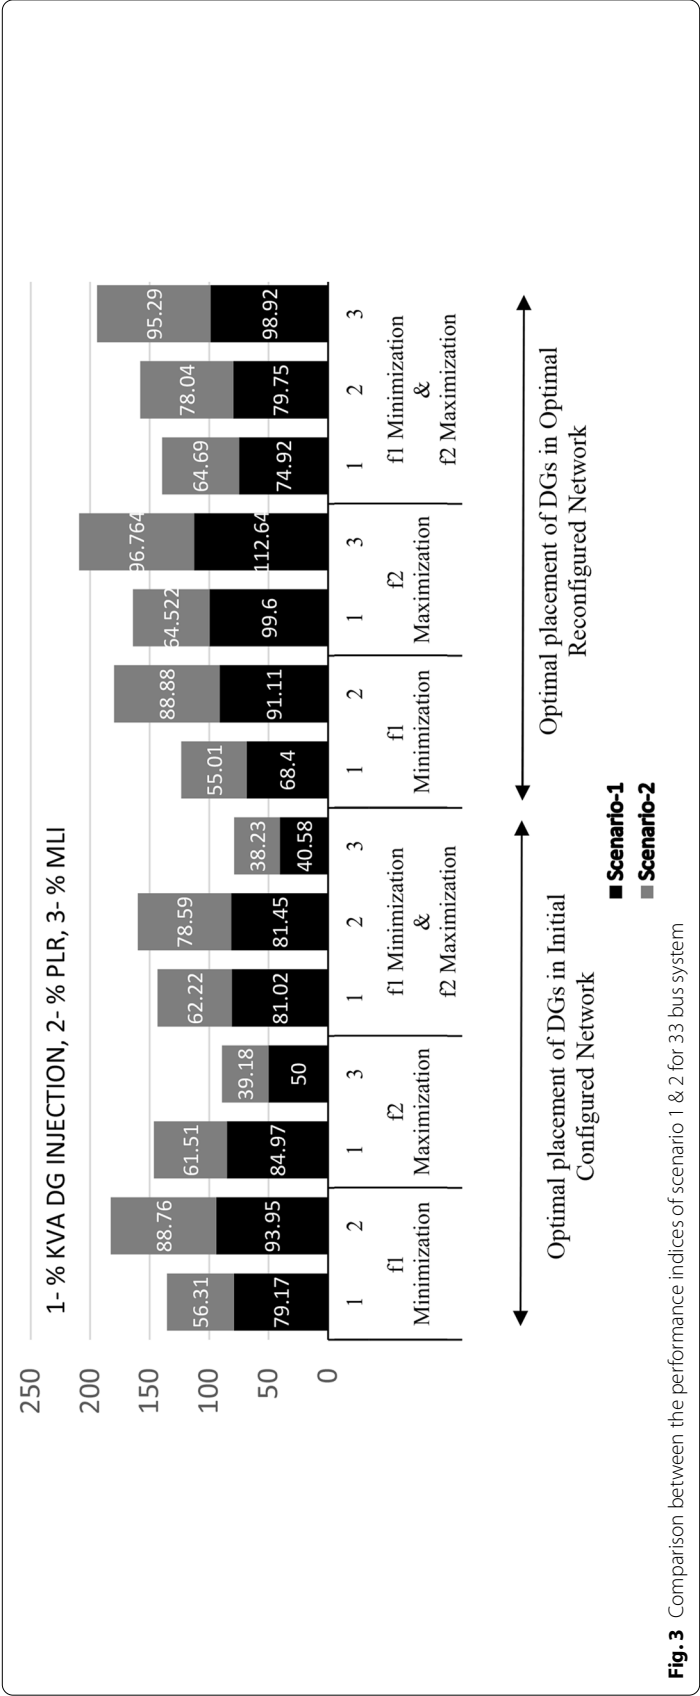 1- % KVA DG INJECTION, 2- % PLR, 3- % MLI
250
200
150
100
50
0
56.31
88.76
61.51
39.18
62.22
78.59
38.23
55.01
88.88
64.522
96.764
64.69
78.04
95.29
79.17
93.95
84.97
50
81.02
81.45
40.58
68.4
91.11
99.6
112.64
74.92
79.75
98.92
1 2 1 3 1 2 3 1 2 1 3 1 2 3
f1
Minimization
f2
Maximization
f1 Minimization
&
f2 Maximization
f1
Minimization
f2
Maximization
f1 Minimization
&
f2 Maximization
Optimal placement of DGs in Initial
Configured Network
Optimal placement of DGs in Optimal
Reconfigured Network
Scenario-1
Scenario-2
Fig. 3 Comparison between the performance indices of scenario 1 & 2 for 33 bus system